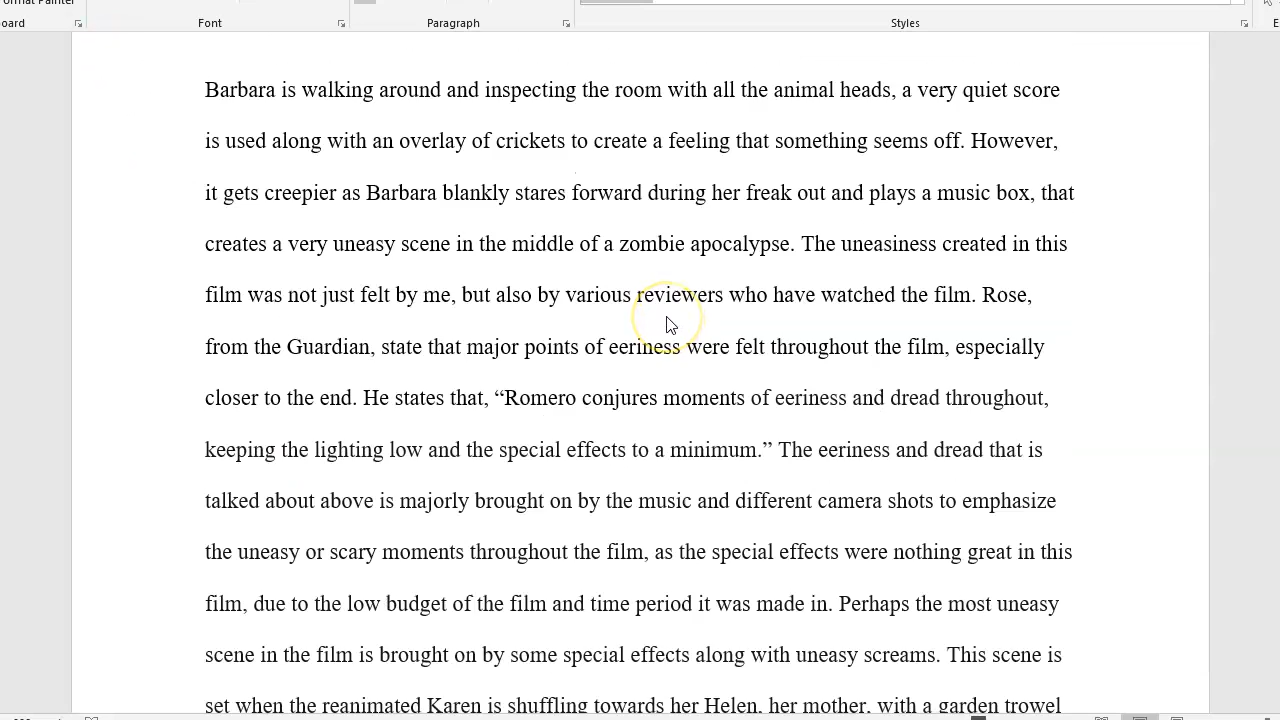 Format Painter
oard
Font
Paragraph
Styles
Barbara is walking around and inspecting the room with all the animal heads, a very quiet score
is used along with an overlay of crickets to create a feeling that something seems off. However,
it gets creepier as Barbara blankly stares forward during her freak out and plays a music box, that
creates a very uneasy scene in the middle of a zombie apocalypse. The uneasiness created in this
film was not just felt by me, but also by various reviewers who have watched the film. Rose,
from the Guardian, state that major points of eeriness were felt throughout the film, especially
closer to the end. He states that, “Romero conjures moments of eeriness and dread throughout,
keeping the lighting low and the special effects to a minimum.” The eeriness and dread that is
talked about above is majorly brought on by the music and different camera shots to emphasize
the uneasy or scary moments throughout the film, as the special effects were nothing great in this
film, due to the low budget of the film and time period it was made in. Perhaps the most uneasy
scene in the film is brought on by some special effects along with uneasy screams. This scene is
set when the reanimated Karen is shuffling towards her Helen, her mother, with a garden trowel